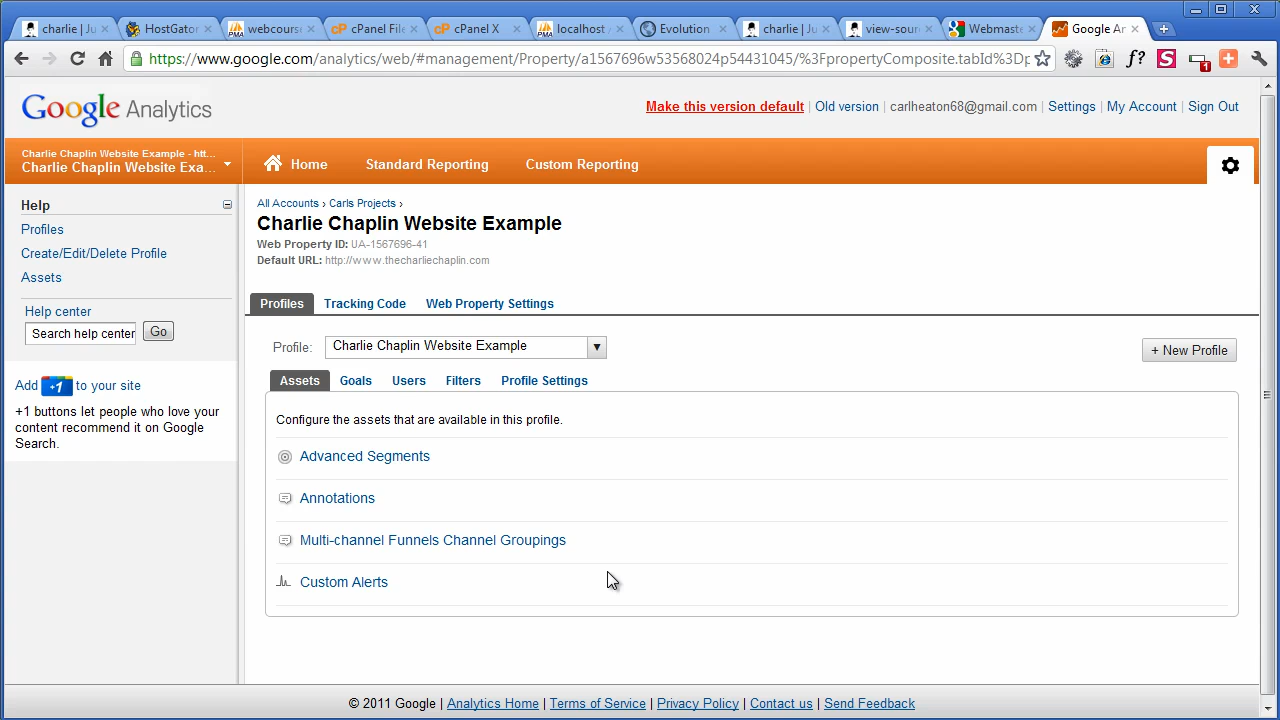 charlie | Ju
HostGator
webcours
cPanel File
cPanel X
localhost /
Evolution
charlie | Ju
view-sour
Webmaste
Google An
https://www.google.com/analytics/web/#management/Property/a1567696w53568024p54431045/%3FpropertyComposite.tabId%3Dp
Google Analytics
Make this version default | Old version | carlheaton68@gmail.com | Settings | My Account | Sign Out
Charlie Chaplin Website Example - htt...
Charlie Chaplin Website Exa...
Home
Standard Reporting
Custom Reporting
Help
Profiles
Create/Edit/Delete Profile
Assets
Help center
Search help center
Go
Add +1 to your site
+1 buttons let people who love your
content recommend it on Google
Search.
All Accounts › Carls Projects ›
Charlie Chaplin Website Example
Web Property ID: UA-1567696-41
Default URL: http://www.thecharliechaplin.com
Profiles
Tracking Code
Web Property Settings
Profile:
Charlie Chaplin Website Example
+ New Profile
Assets
Goals
Users
Filters
Profile Settings
Configure the assets that are available in this profile.
Advanced Segments
Annotations
Multi-channel Funnels Channel Groupings
Custom Alerts
© 2011 Google | Analytics Home | Terms of Service | Privacy Policy | Contact us | Send Feedback